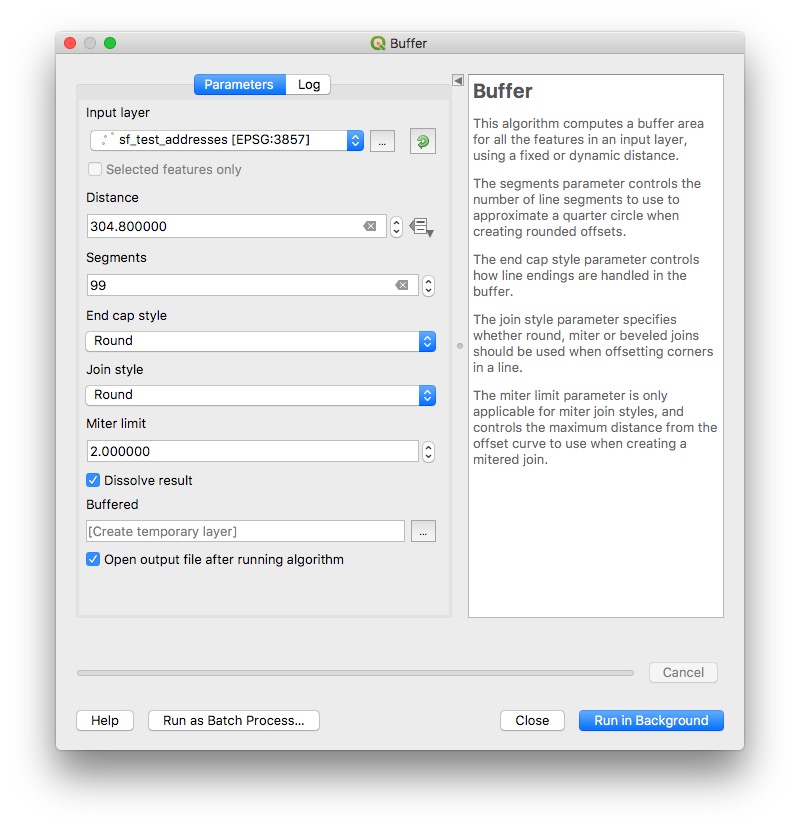 Buffer
Parameters
Log
Input layer
sf_test_addresses [EPSG:3857]
...
Selected features only
Distance
304.800000
Segments
99
End cap style
Round
Join style
Round
Miter limit
2.000000
Dissolve result
Buffered
[Create temporary layer]
...
Open output file after running algorithm
Buffer
This algorithm computes a buffer area
for all the features in an input layer,
using a fixed or dynamic distance.
The segments parameter controls the
number of line segments to use to
approximate a quarter circle when
creating rounded offsets.
The end cap style parameter controls
how line endings are handled in the
buffer.
The join style parameter specifies
whether round, miter or beveled joins
should be used when offsetting corners
in a line.
The miter limit parameter is only
applicable for miter join styles, and
controls the maximum distance from the
offset curve to use when creating a
mitered join.
Cancel
Help
Run as Batch Process...
Close
Run in Background